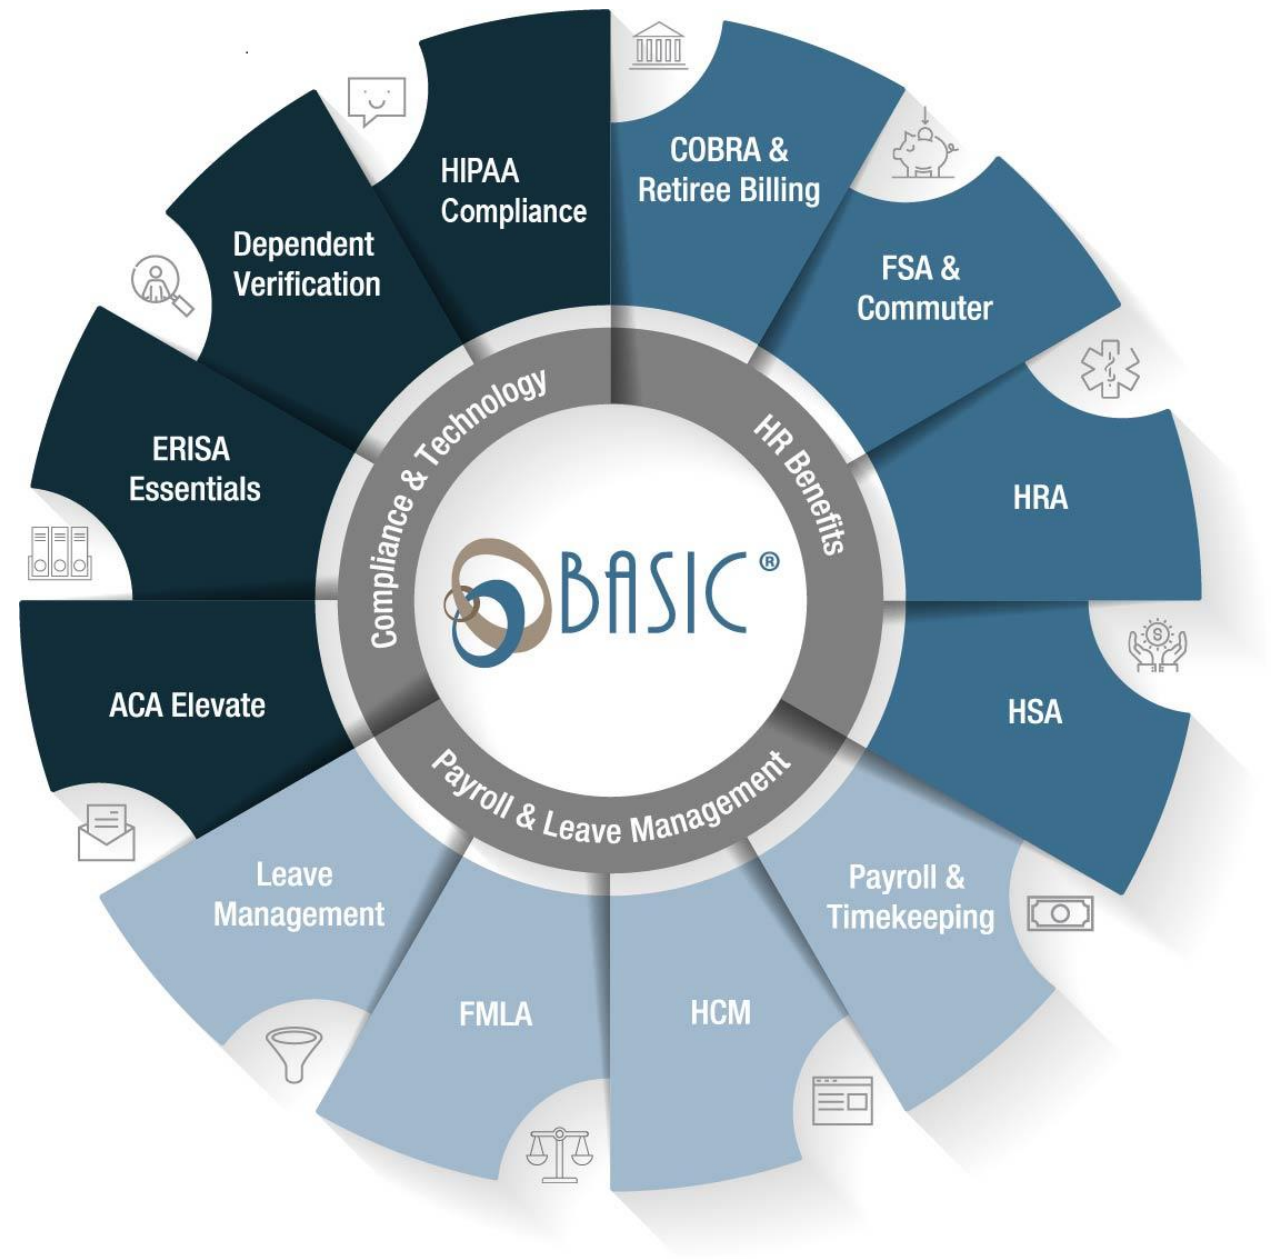 HIPAA
Compliance
COBRA &
Retiree Billing
FSA &
Commuter
HRA
HSA
Payroll &
Timekeeping
HCM
FMLA
Leave
Management
ACA Elevate
ERISA
Essentials
Dependent
Verification
Compliance & Technology
HR Benefits
Payroll & Leave Management
BASIC®
S